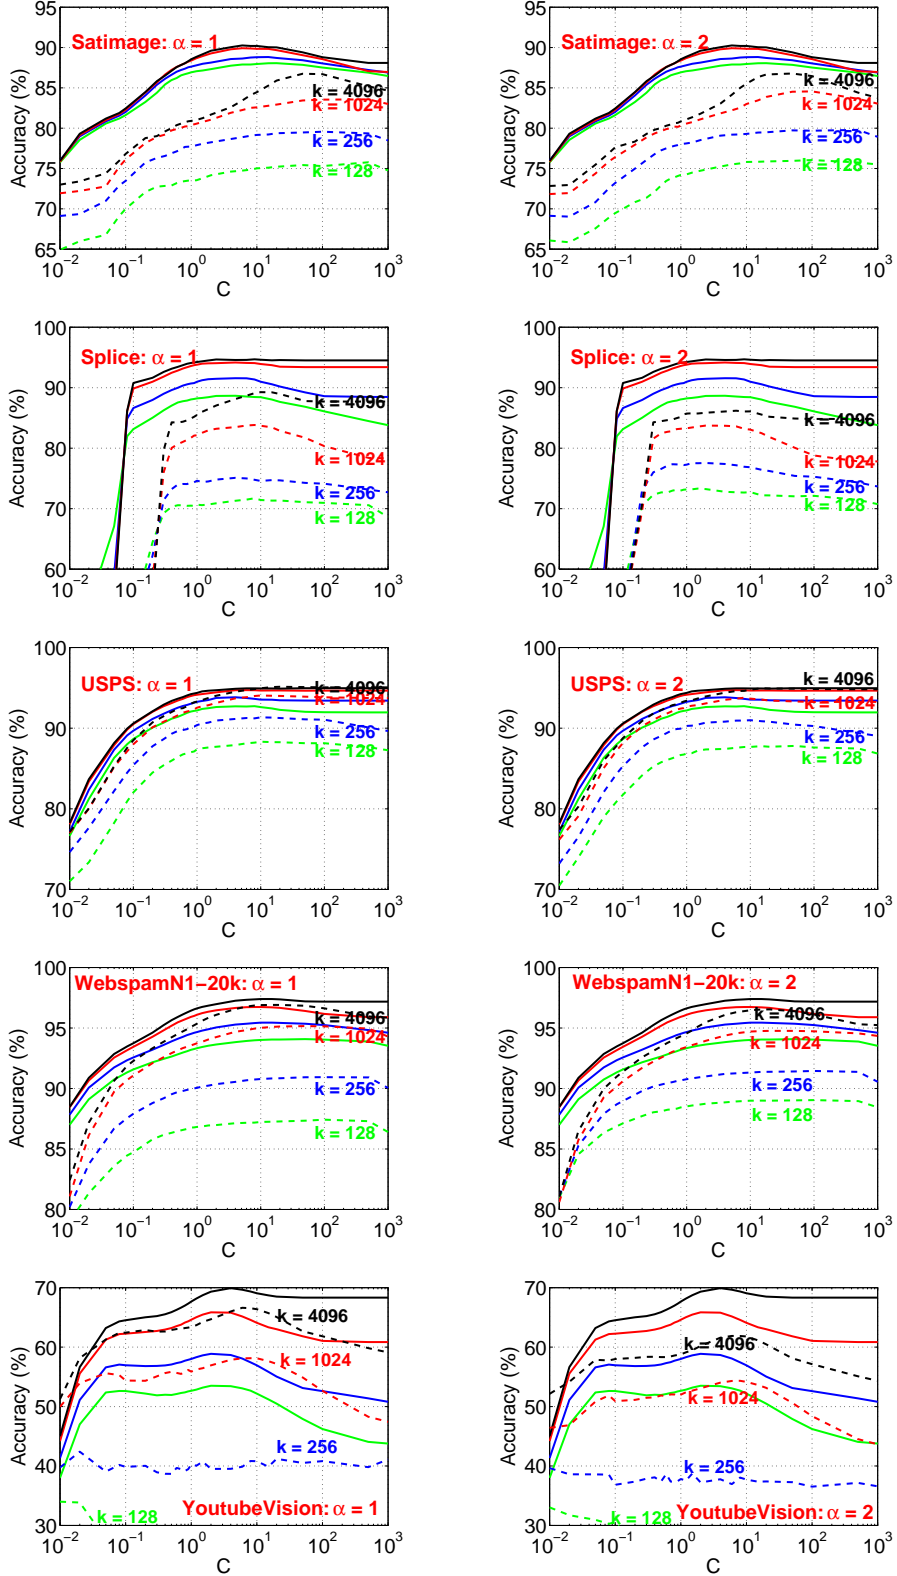 Satimage: α = 1
k = 4096
k = 1024
k = 256
k = 128
Accuracy (%)
95
90
85
80
75
70
65
10^−2 10^−1 10^0 10^1 10^2 10^3
C
Satimage: α = 2
k = 4096
k = 1024
k = 256
k = 128
Accuracy (%)
95
90
85
80
75
70
65
10^−2 10^−1 10^0 10^1 10^2 10^3
C
Splice: α = 1
k = 4096
k = 1024
k = 256
k = 128
Accuracy (%)
100
90
80
70
60
10^−2 10^−1 10^0 10^1 10^2 10^3
C
Splice: α = 2
k = 4096
k = 1024
k = 256
k = 128
Accuracy (%)
100
90
80
70
60
10^−2 10^−1 10^0 10^1 10^2 10^3
C
USPS: α = 1
k = 4096
k = 1024
k = 256
k = 128
Accuracy (%)
100
90
80
70
10^−2 10^−1 10^0 10^1 10^2 10^3
C
USPS: α = 2
k = 4096
k = 1024
k = 256
k = 128
Accuracy (%)
100
90
80
70
10^−2 10^−1 10^0 10^1 10^2 10^3
C
WebspamN1−20k: α = 1
k = 4096
k = 1024
k = 256
k = 128
Accuracy (%)
100
95
90
85
80
10^−2 10^−1 10^0 10^1 10^2 10^3
C
WebspamN1−20k: α = 2
k = 4096
k = 1024
k = 256
k = 128
Accuracy (%)
100
95
90
85
80
10^−2 10^−1 10^0 10^1 10^2 10^3
C
k = 4096
k = 1024
k = 256
k = 128
YoutubeVision: α = 1
Accuracy (%)
70
60
50
40
30
10^−2 10^−1 10^0 10^1 10^2 10^3
C
k = 4096
k = 1024
k = 256
k = 128
YoutubeVision: α = 2
Accuracy (%)
70
60
50
40
30
10^−2 10^−1 10^0 10^1 10^2 10^3
C